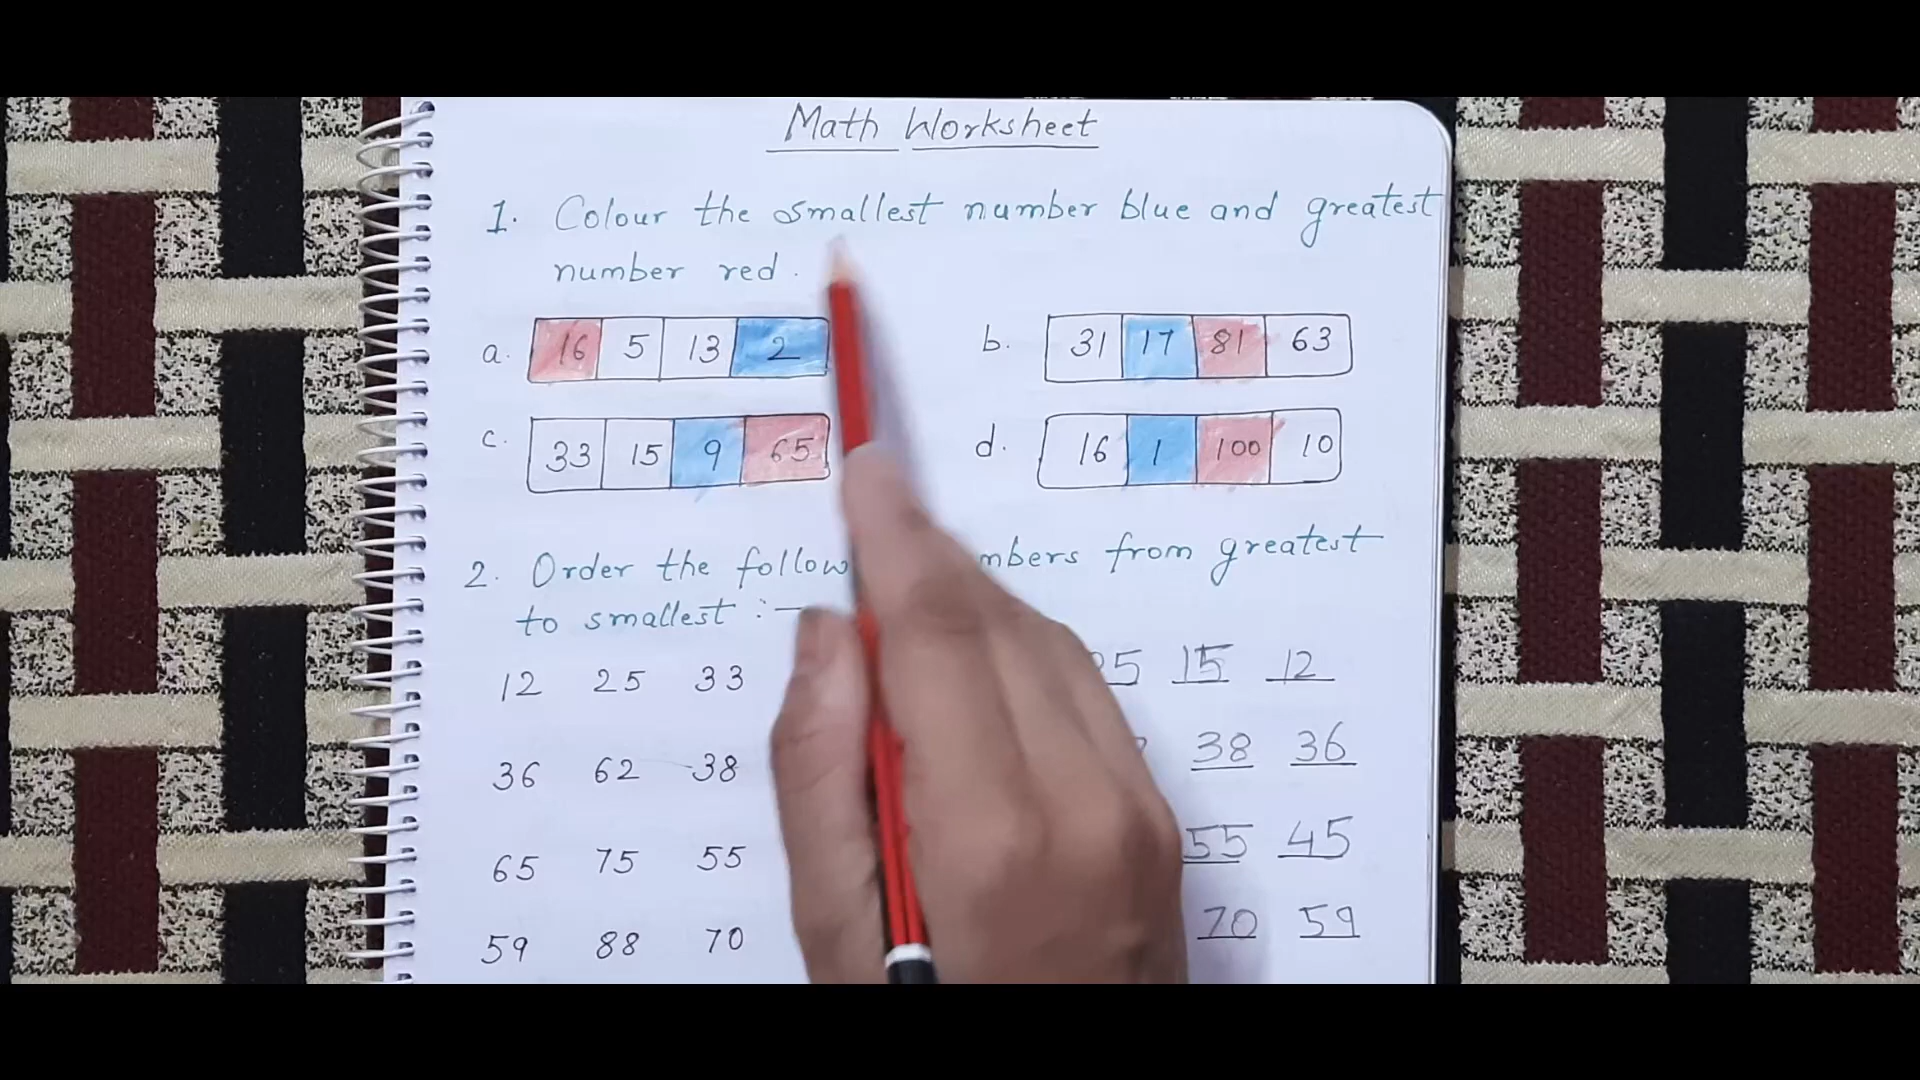 Math Worksheet
1. Colour the smallest number blue and greatest
number red.
a. 16 5 13 2
b. 31 17 81 63
c. 33 15 9 65
d. 16 1 100 10
2. Order the from greatest
to smallest :-
12 25 33 15 12
36 62 38 38 36
65 75 55 55 45
59 88 70 70 59